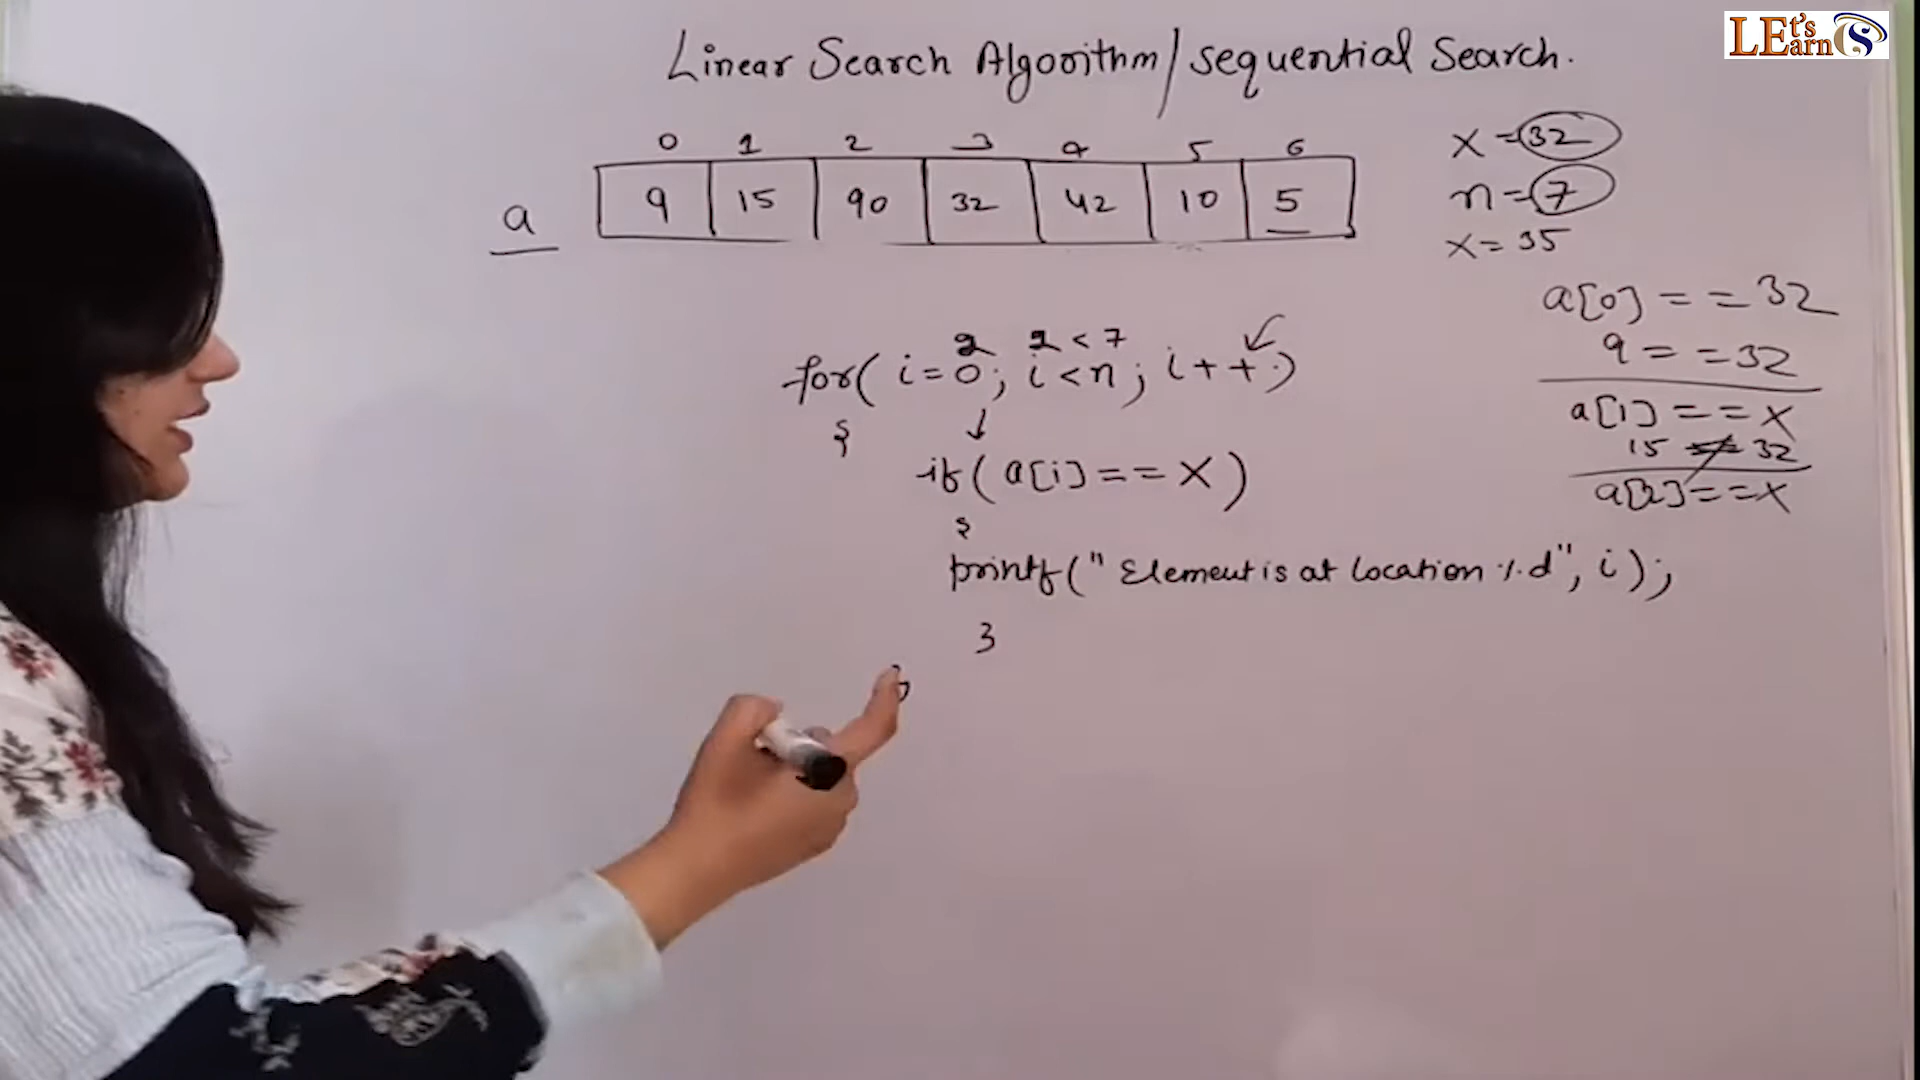 LEt's Earn S
Linear Search Algorithm/sequential Search.
0 1 2 3 4 5 6
a 9 15 90 32 42 10 5
x = 32
n = 7
x = 35
a[0] == 32
9 == 32
a[1] == X
15 == 32
a[2] == X
2 2 < 7
for( i=0; i<n; i++)
{
if( a[i] == X )
{
printf(" Element is at location %d", i);
}